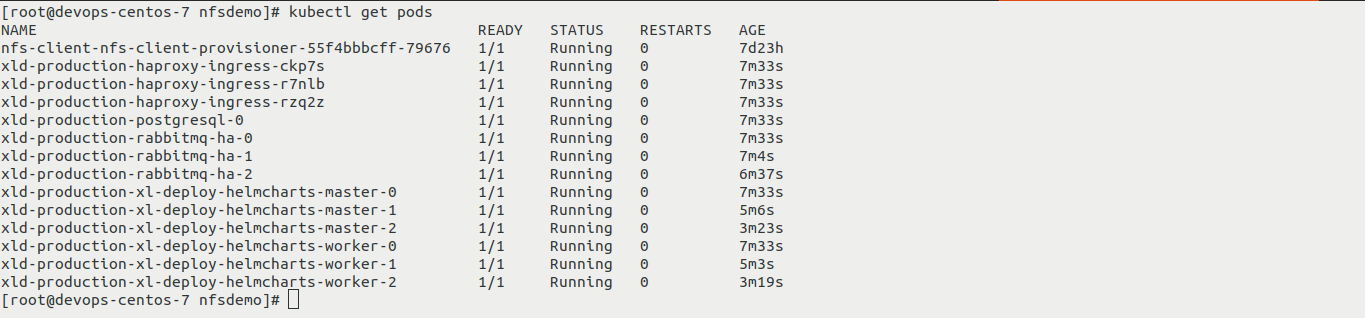 [root@devops-centos-7 nfsdemo]# kubectl get pods
NAME READY STATUS RESTARTS AGE
nfs-client-nfs-client-provisioner-55f4bbbcff-79676 1/1 Running 0 7d23h
xld-production-haproxy-ingress-ckp7s 1/1 Running 0 7m33s
xld-production-haproxy-ingress-r7nlb 1/1 Running 0 7m33s
xld-production-haproxy-ingress-rzq2z 1/1 Running 0 7m33s
xld-production-postgresql-0 1/1 Running 0 7m33s
xld-production-rabbitmq-ha-0 1/1 Running 0 7m33s
xld-production-rabbitmq-ha-1 1/1 Running 0 7m4s
xld-production-rabbitmq-ha-2 1/1 Running 0 6m37s
xld-production-xl-deploy-helmcharts-master-0 1/1 Running 0 7m33s
xld-production-xl-deploy-helmcharts-master-1 1/1 Running 0 5m6s
xld-production-xl-deploy-helmcharts-master-2 1/1 Running 0 3m23s
xld-production-xl-deploy-helmcharts-worker-0 1/1 Running 0 7m33s
xld-production-xl-deploy-helmcharts-worker-1 1/1 Running 0 5m3s
xld-production-xl-deploy-helmcharts-worker-2 1/1 Running 0 3m19s
[root@devops-centos-7 nfsdemo]#